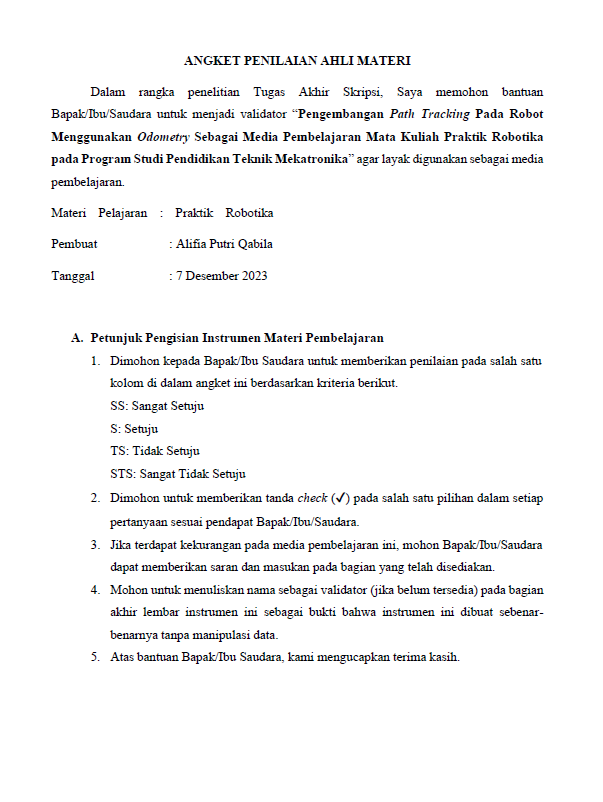 ANGKET PENILAIAN AHLI MATERI
Dalam rangka penelitian Tugas Akhir Skripsi, Saya memohon bantuan
Bapak/Ibu/Saudara untuk menjadi validator “Pengembangan Path Tracking Pada Robot
Menggunakan Odometry Sebagai Media Pembelajaran Mata Kuliah Praktik Robotika
pada Program Studi Pendidikan Teknik Mekatronika” agar layak digunakan sebagai media
pembelajaran.
Materi Pelajaran : Praktik Robotika
Pembuat : Alifia Putri Qabila
Tanggal : 7 Desember 2023
A. Petunjuk Pengisian Instrumen Materi Pembelajaran
1. Dimohon kepada Bapak/Ibu Saudara untuk memberikan penilaian pada salah satu
kolom di dalam angket ini berdasarkan kriteria berikut.
SS: Sangat Setuju
S: Setuju
TS: Tidak Setuju
STS: Sangat Tidak Setuju
2. Dimohon untuk memberikan tanda check (✓) pada salah satu pilihan dalam setiap
pertanyaan sesuai pendapat Bapak/Ibu/Saudara.
3. Jika terdapat kekurangan pada media pembelajaran ini, mohon Bapak/Ibu/Saudara
dapat memberikan saran dan masukan pada bagian yang telah disediakan.
4. Mohon untuk menuliskan nama sebagai validator (jika belum tersedia) pada bagian
akhir lembar instrumen ini sebagai bukti bahwa instrumen ini dibuat sebenar-
benarnya tanpa manipulasi data.
5. Atas bantuan Bapak/Ibu Saudara, kami mengucapkan terima kasih.